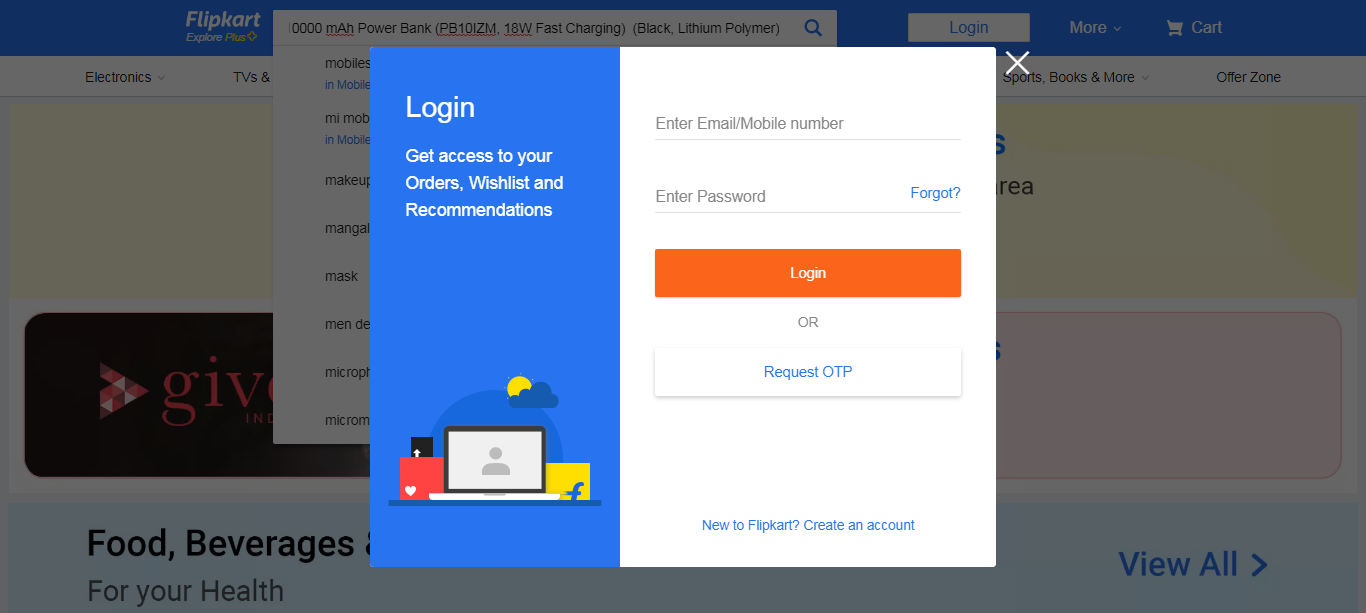 Flipkart
Explore Plus
0000 mAh Power Bank (PB10IZM, 18W Fast Charging) (Black, Lithium Polymer)
Login
More
Cart
Electronics
TVs &
Sports, Books & More
Offer Zone
mobiles
in Mobile
mi mob
in Mobile
makeup
mangal
mask
men de
microph
microm
Login
Get access to your
Orders, Wishlist and
Recommendations
Enter Email/Mobile number
Enter Password
Forgot?
Login
OR
Request OTP
New to Flipkart? Create an account
s
area
give
IND
s
Food, Beverages &
For your Health
View All